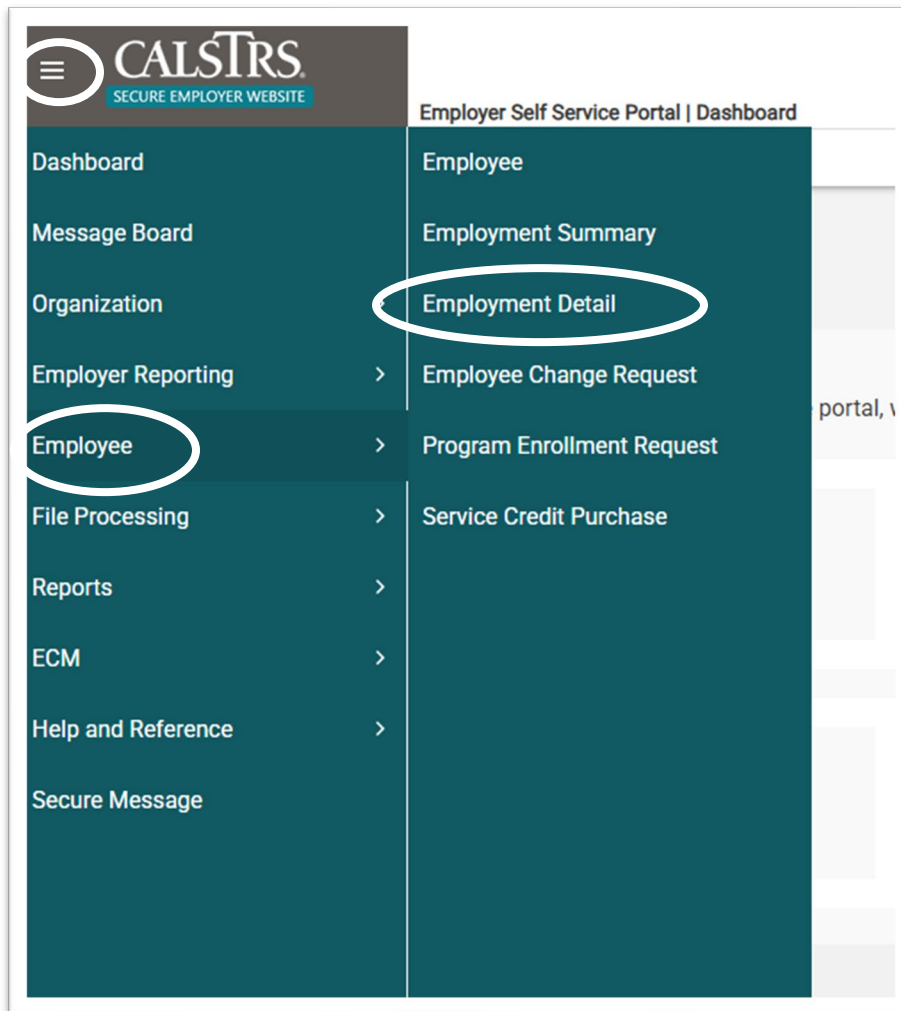 CALSTRS.
SECURE EMPLOYER WEBSITE
Employer Self Service Portal | Dashboard
Dashboard
Message Board
Organization
Employer Reporting
Employee
File Processing
Reports
ECM
Help and Reference
Secure Message
Employee
Employment Summary
Employment Detail
Employee Change Request
Program Enrollment Request
Service Credit Purchase
portal,